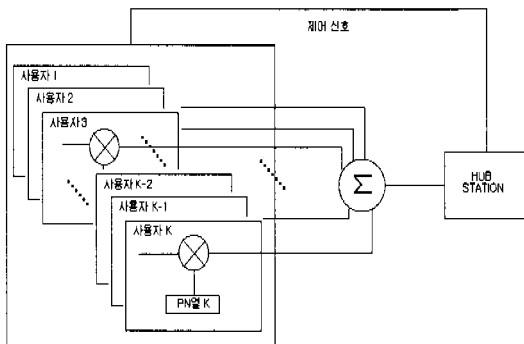 제어 신호
사용자 1
사용자 2
사용자 3
사용자 K-2
사용자 K-1
사용자 K
PN열 K
Σ
HUB
STATION